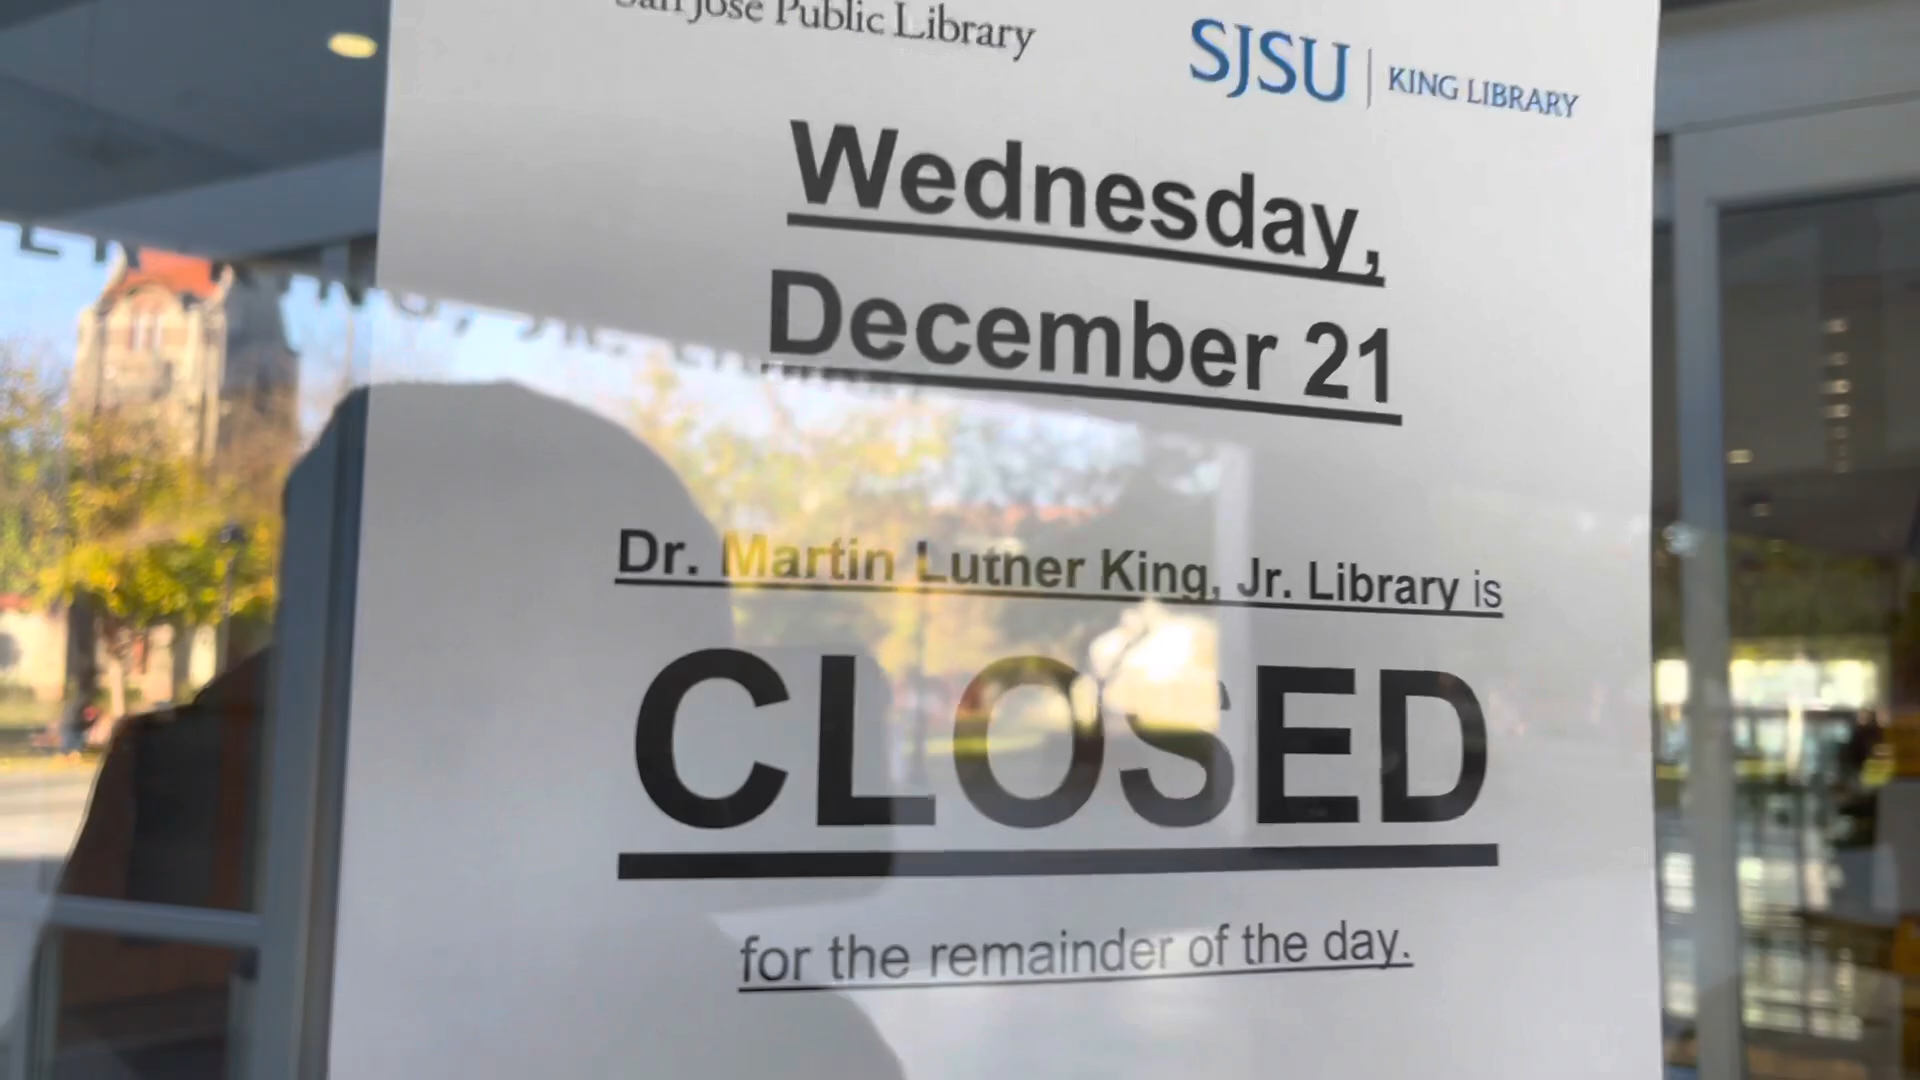 San Jose Public Library
SJSU | KING LIBRARY
Wednesday,
December 21
Dr. Martin Luther King, Jr. Library is
CLOSED
for the remainder of the day.